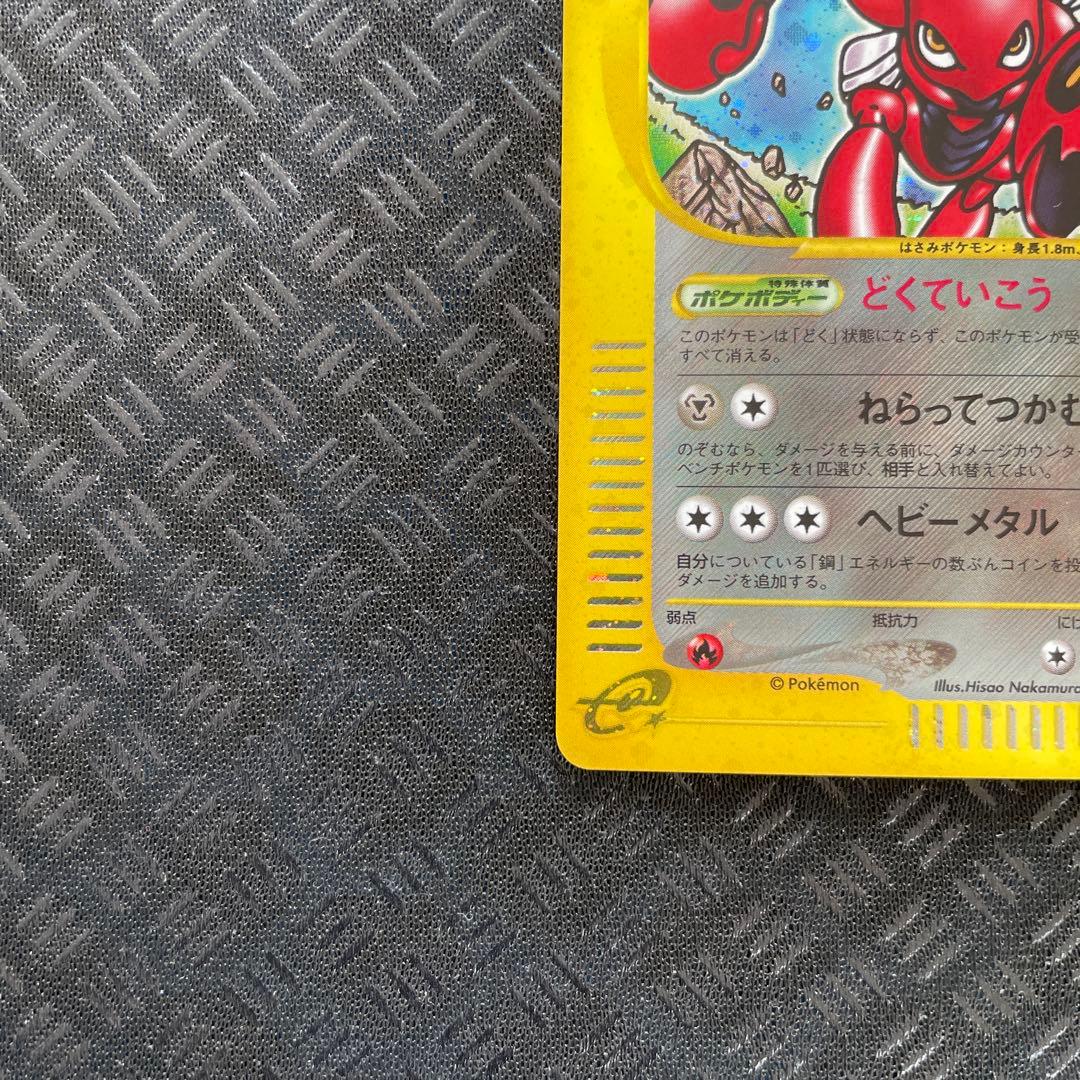 はさみポケモン：身長1.8m、
特殊体質
ポケボディー どくていこう
このポケモンは「どく」状態にならず、このポケモンが受
すべて消える。
ねらってつかむ
のぞむなら、ダメージを与える前に、ダメージカウンタ
ベンチポケモンを1匹選び、相手と入れ替えてよい。
ヘビーメタル
自分についている「鋼」エネルギーの数ぶんコインを投
ダメージを追加する。
弱点 抵抗力 にげ
© Pokémon Illus.Hisao Nakamura
e